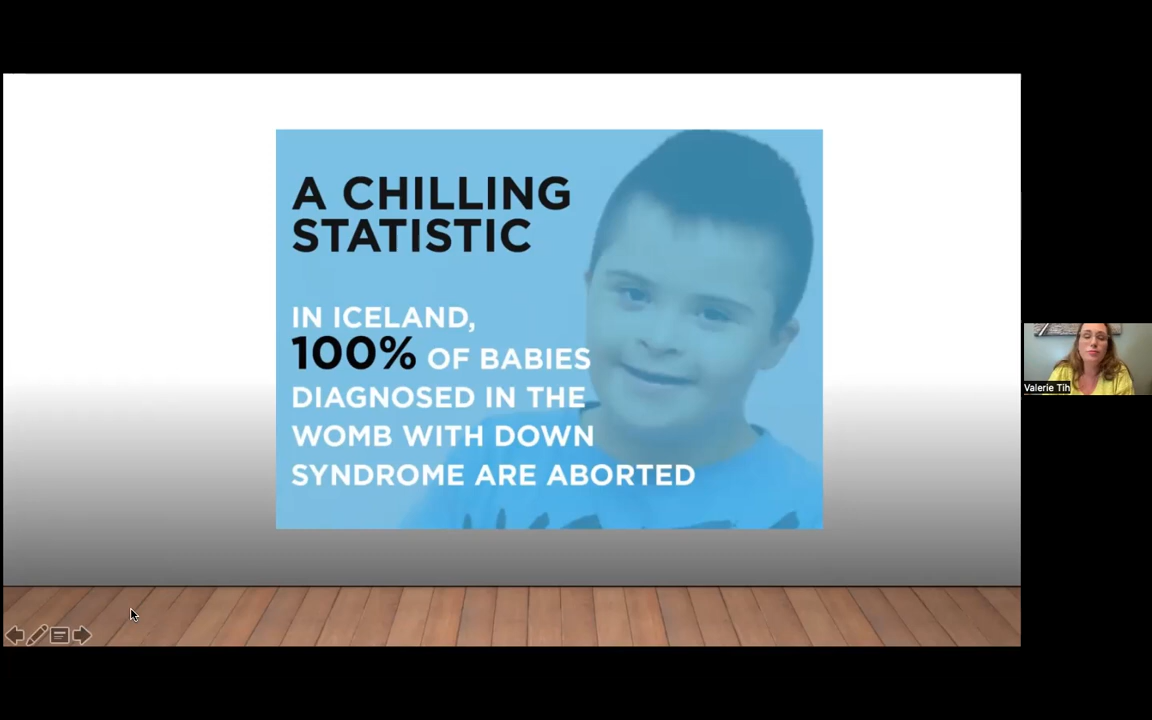 A CHILLING
STATISTIC
IN ICELAND,
100% OF BABIES
DIAGNOSED IN THE
WOMB WITH DOWN
SYNDROME ARE ABORTED
Valerie Tih